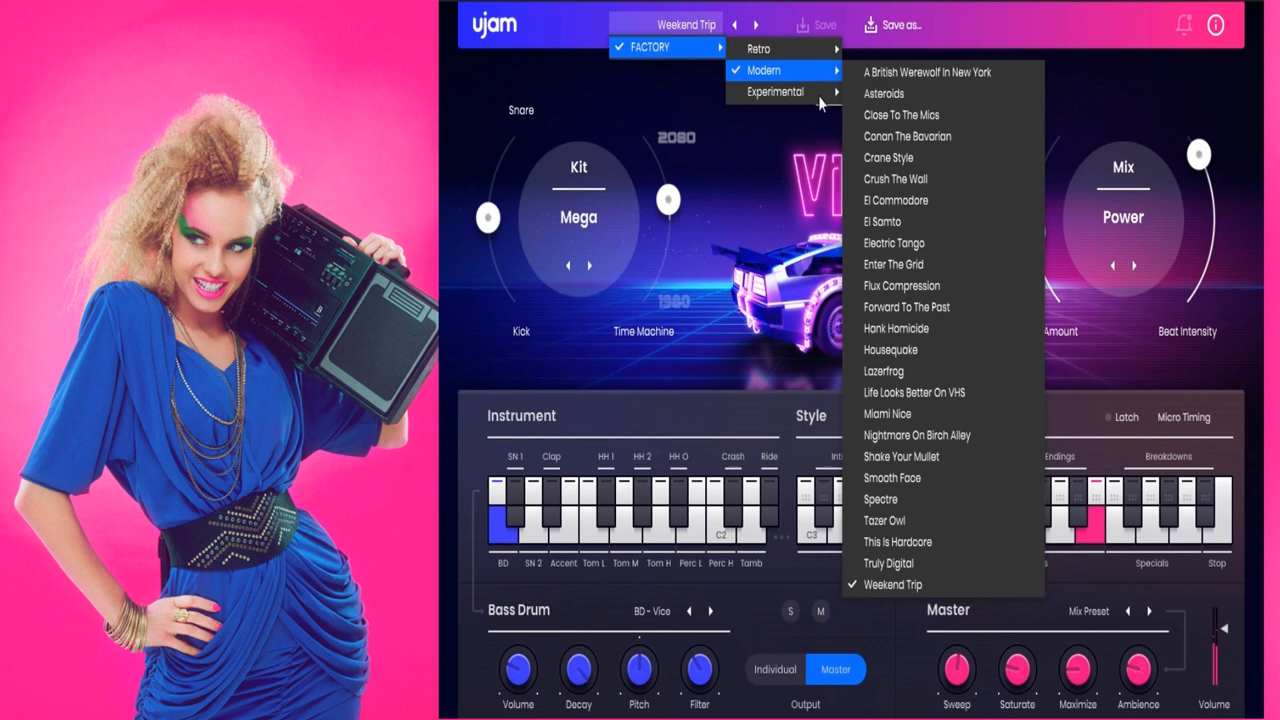 ujam
Weekend Trip
Save
Save as...
FACTORY
Retro
Modern
Experimental
A British Werewolf In New York
Asteroids
Close To The Mics
Conan The Bavarian
Crane Style
Crush The Wall
El Commodore
El Samto
Electric Tango
Enter The Grid
Flux Compression
Forward To The Past
Hank Homicide
Housequake
Lazerfrog
Life Looks Better On VHS
Miami Nice
Nightmare On Birch Alley
Shake Your Mullet
Smooth Face
Spectre
Tazer Owl
This Is Hardcore
Truly Digital
Weekend Trip
Snare
2080
Kit
Mega
1980
Kick
Time Machine
Mix
Power
Amount
Beat Intensity
Instrument
Style
Latch
Micro Timing
SN 1
Clap
HH 1
HH 2
HH O
Crash
Ride
Endings
Breakdowns
C2
C3
BD
SN 2
Accent
Tom L
Tom M
Tom H
Perc L
Perc H
Tamb
Specials
Stop
Bass Drum
BD - Vice
S
M
Master
Mix Preset
Individual
Master
Volume
Decay
Pitch
Filter
Output
Sweep
Saturate
Maximize
Ambience
Volume